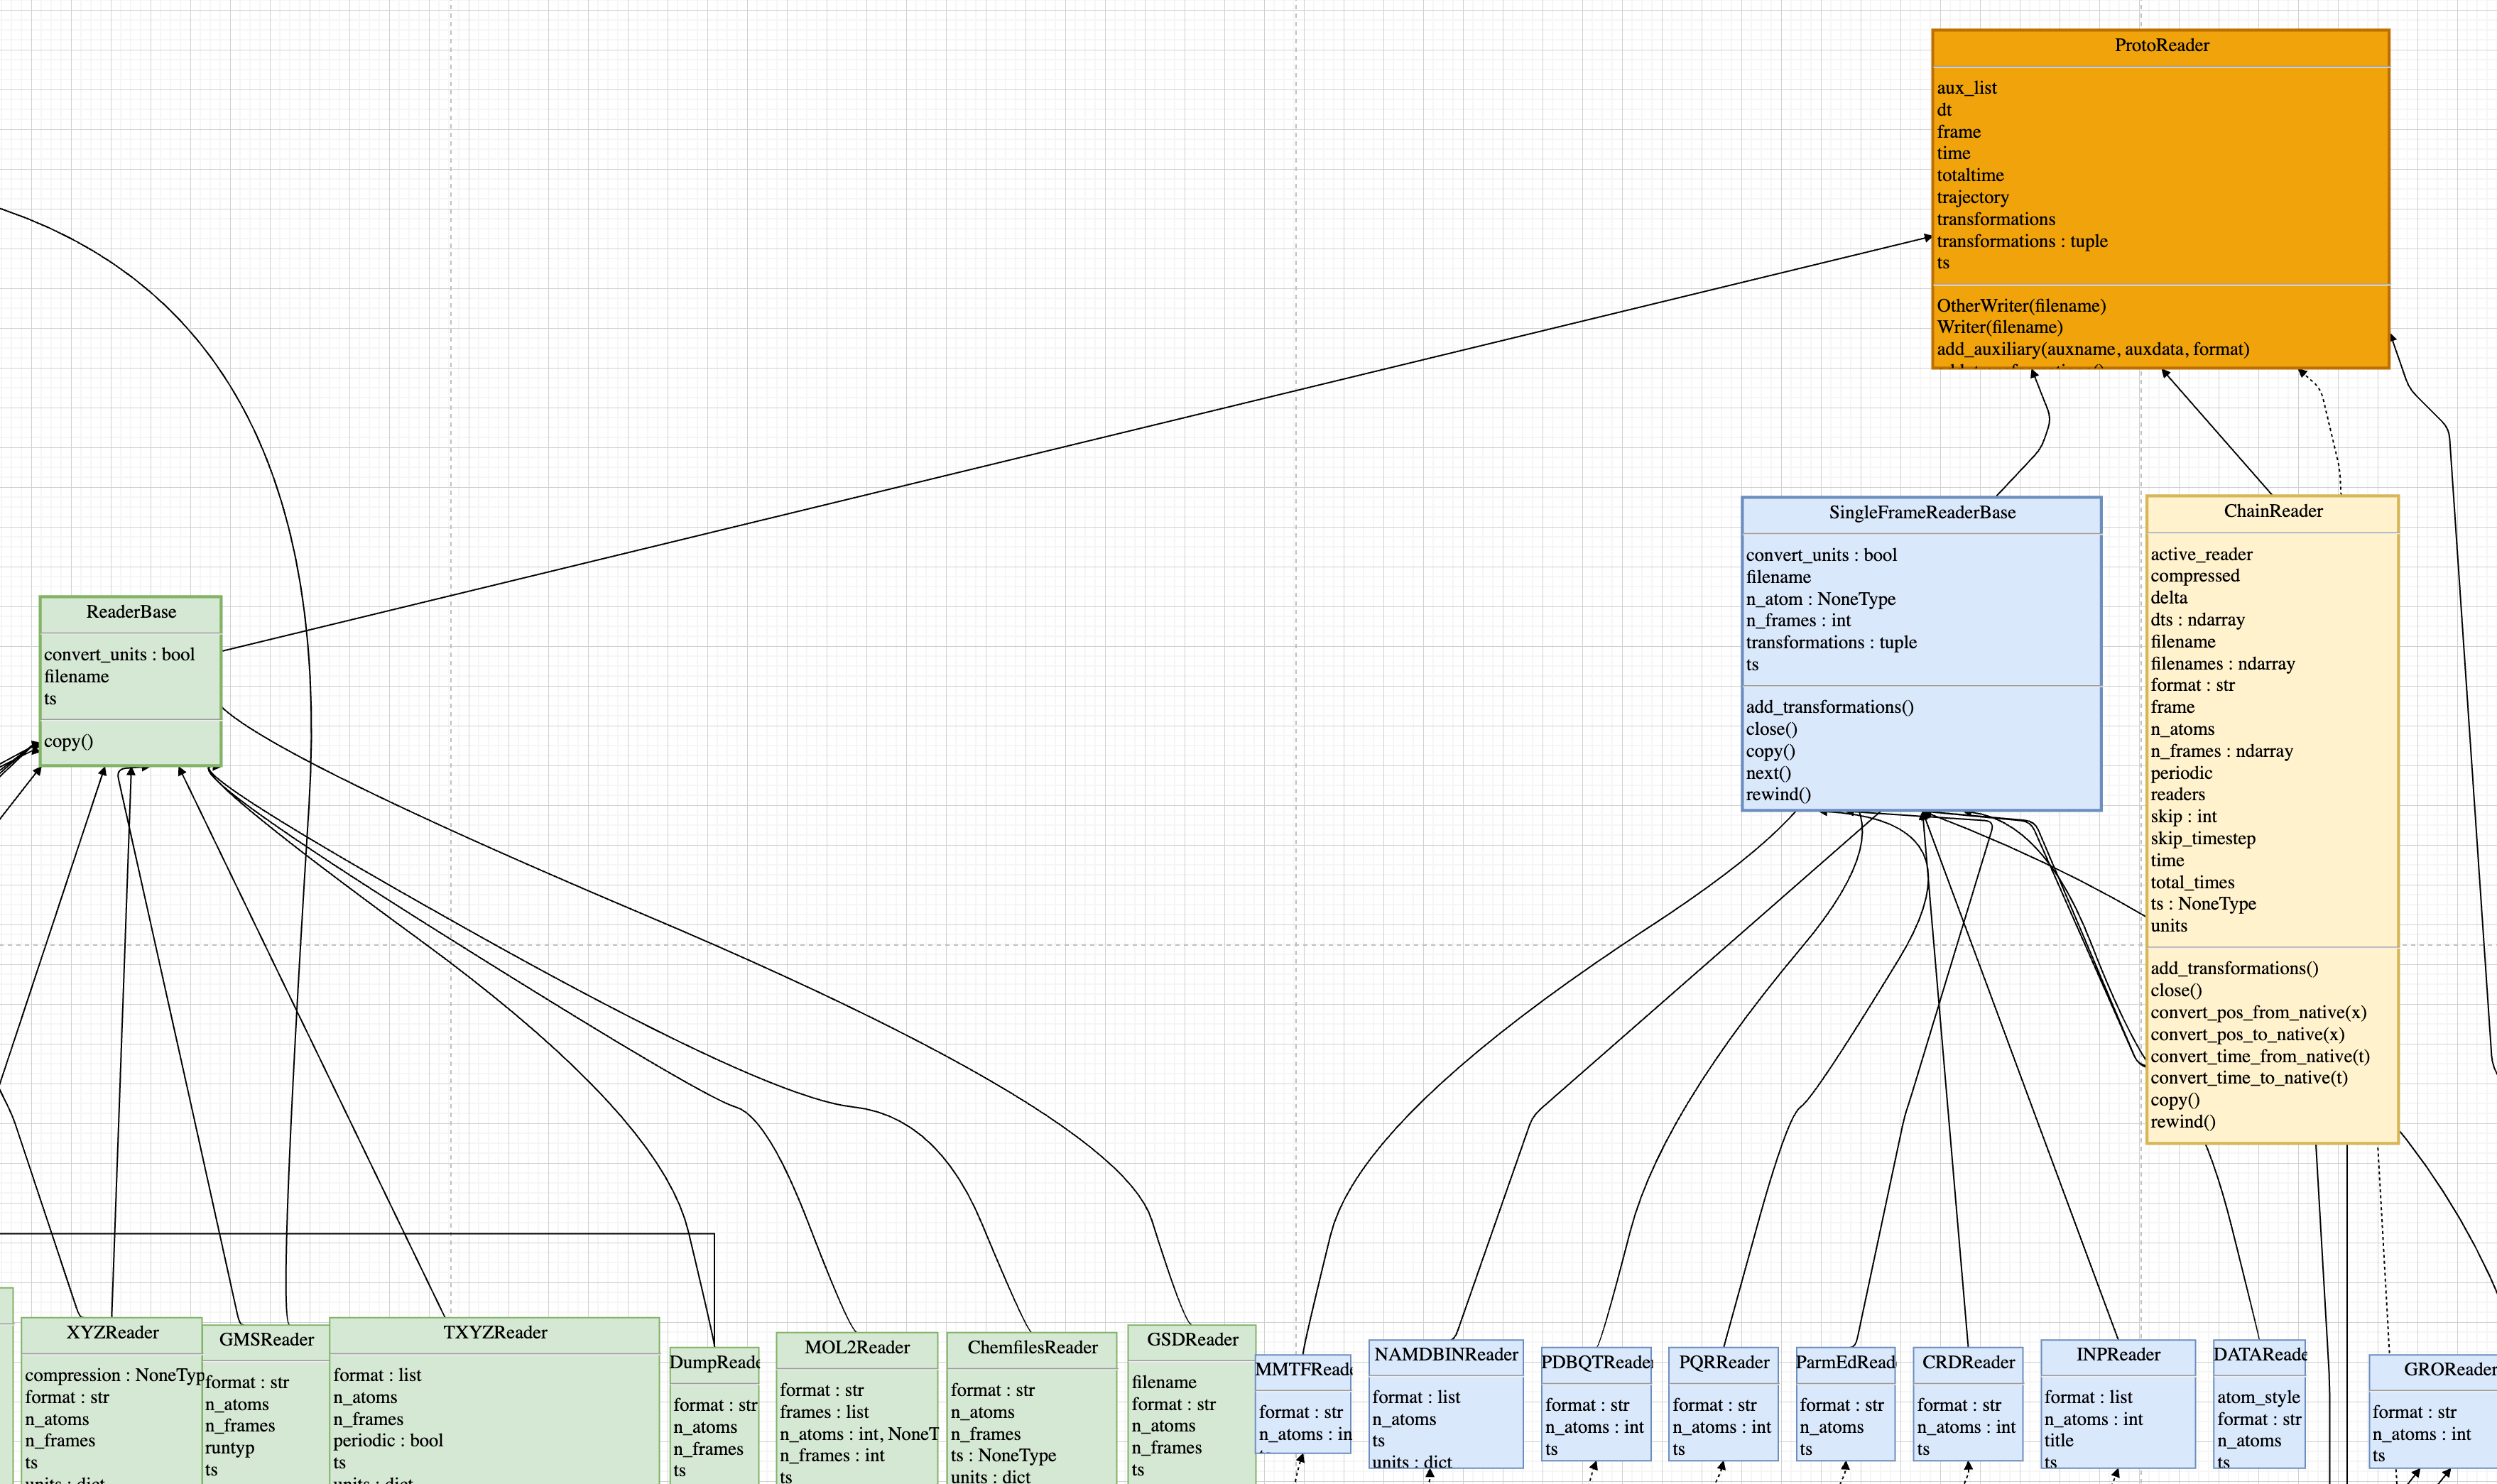 ProtoReader
aux_list
dt
frame
time
totaltime
trajectory
transformations
transformations : tuple
ts
OtherWriter(filename)
Writer(filename)
add_auxiliary(auxname, auxdata, format)
ReaderBase
convert_units : bool
filename
ts
copy()
SingleFrameReaderBase
convert_units : bool
filename
n_atom : NoneType
n_frames : int
transformations : tuple
ts
add_transformations()
close()
copy()
next()
rewind()
ChainReader
active_reader
compressed
delta
dts : ndarray
filename
filenames : ndarray
format : str
frame
n_atoms
n_frames : ndarray
periodic
readers
skip : int
skip_timestep
time
total_times
ts : NoneType
units
add_transformations()
close()
convert_pos_from_native(x)
convert_pos_to_native(x)
convert_time_from_native(t)
convert_time_to_native(t)
copy()
rewind()
XYZReader
compression : NoneTyp
format : str
n_atoms
n_frames
ts
units : dict
GMSReader
format : str
n_atoms
n_frames
runtyp
ts
TXYZReader
format : list
n_atoms
n_frames
periodic : bool
ts
units : dict
DumpReade
format : str
n_atoms
n_frames
ts
MOL2Reader
format : str
frames : list
n_atoms : int, NoneT
n_frames : int
ts
ChemfilesReader
format : str
n_atoms
n_frames
ts : NoneType
units : dict
GSDReader
filename
format : str
n_atoms
n_frames
ts
MMTFReade
format : str
n_atoms : in
NAMDBINReader
format : list
n_atoms
ts
units : dict
PDBQTReader
format : str
n_atoms : int
ts
PQRReader
format : str
n_atoms : int
ts
ParmEdRead
format : str
n_atoms
ts
CRDReader
format : str
n_atoms : int
ts
INPReader
format : list
n_atoms : int
title
ts
DATAReade
atom_style
format : str
n_atoms
ts
GROReader
format : str
n_atoms : int
ts